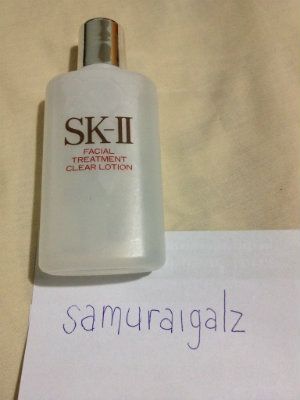 SK-II
FACIAL
TREATMENT
CLEAR LOTION
samuraigalz